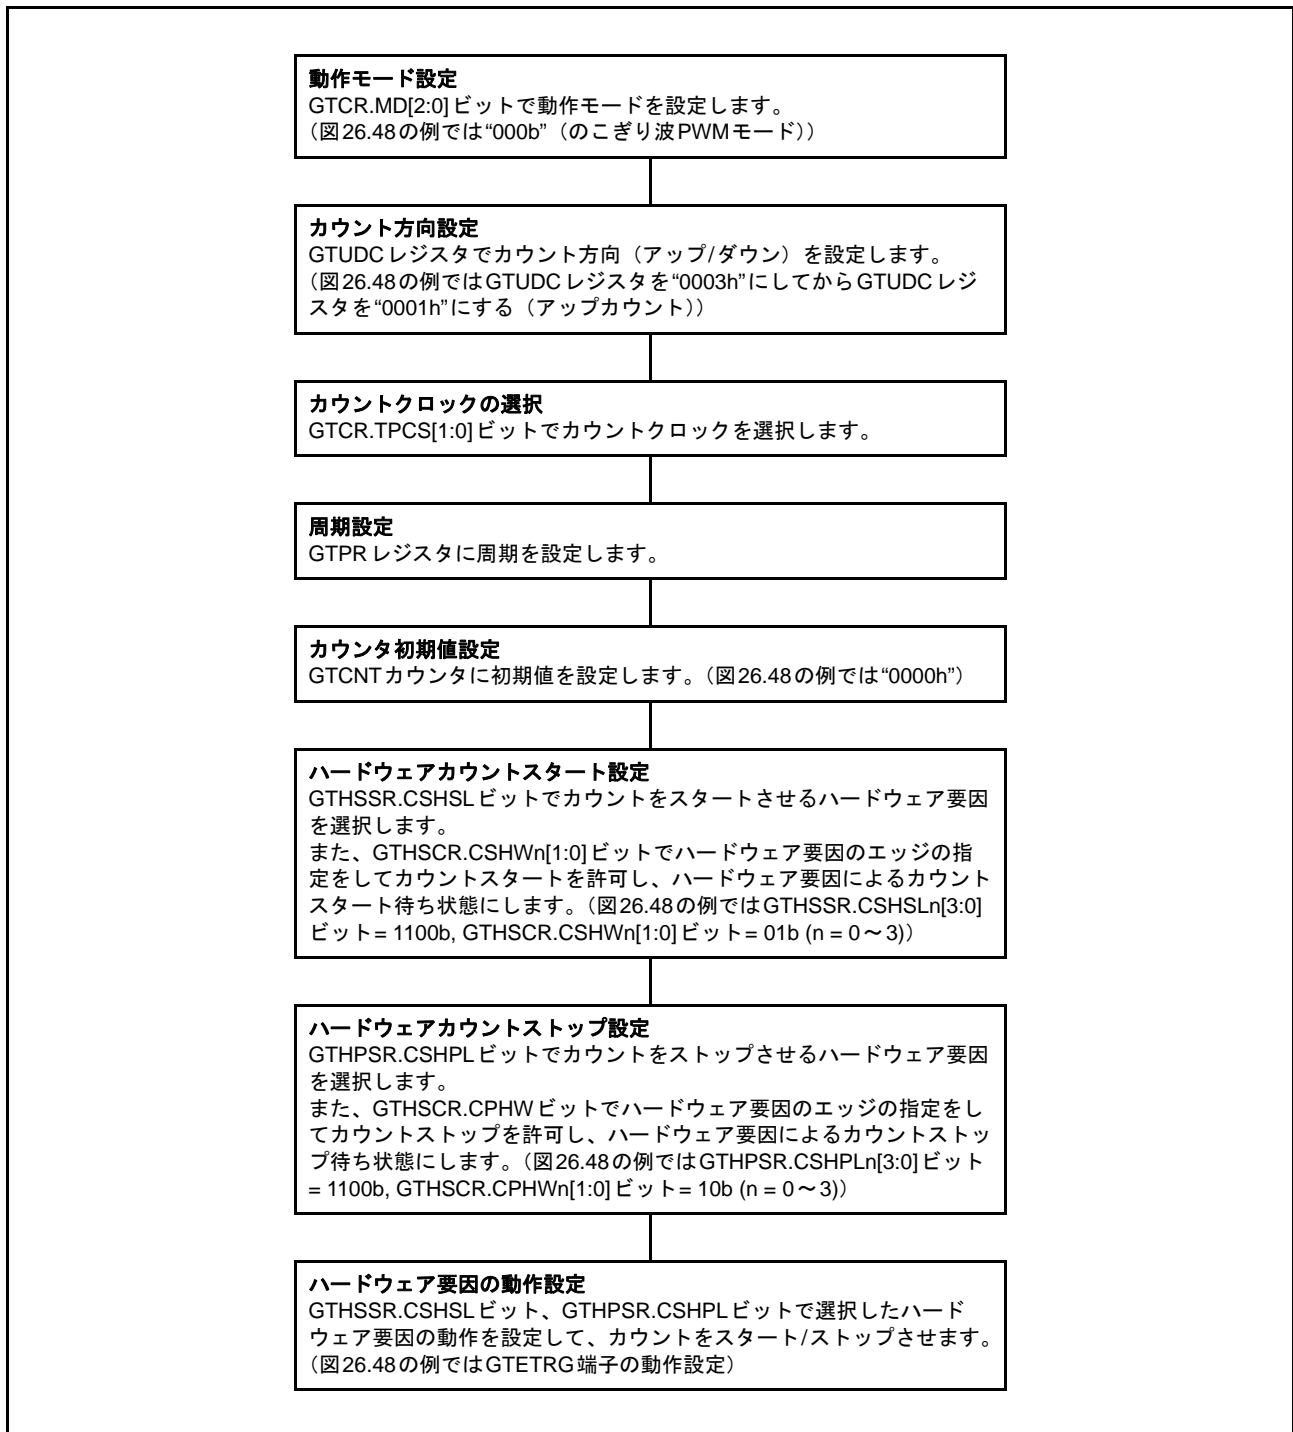 動作モード設定
GTCR.MD[2:0]ビットで動作モードを設定します。
（図26.48の例では“000b”（のこぎり波PWMモード））
カウント方向設定
GTUDCレジスタでカウント方向（アップ/ダウン）を設定します。
（図26.48の例ではGTUDCレジスタを“0003h”にしてからGTUDCレジ
スタを“0001h”にする（アップカウント））
カウントクロックの選択
GTCR.TPCS[1:0]ビットでカウントクロックを選択します。
周期設定
GTPRレジスタに周期を設定します。
カウンタ初期値設定
GTCNTカウンタに初期値を設定します。（図26.48の例では“0000h”）
ハードウェアカウントスタート設定
GTHSSR.CSHSLビットでカウントをスタートさせるハードウェア要因
を選択します。
また、GTHSCR.CSHWn[1:0]ビットでハードウェア要因のエッジの指
定をしてカウントスタートを許可し、ハードウェア要因によるカウント
スタート待ち状態にします。（図26.48の例ではGTHSSR.CSHSLn[3:0]
ビット= 1100b, GTHSCR.CSHWn[1:0]ビット= 01b (n = 0～3)）
ハードウェアカウントストップ設定
GTHPSR.CSHPLビットでカウントをストップさせるハードウェア要因
を選択します。
また、GTHSCR.CPHWビットでハードウェア要因のエッジの指定をし
てカウントストップを許可し、ハードウェア要因によるカウントストッ
プ待ち状態にします。（図26.48の例ではGTHPSR.CSHPLn[3:0]ビット
= 1100b, GTHSCR.CPHWn[1:0]ビット= 10b (n = 0～3)）
ハードウェア要因の動作設定
GTHSSR.CSHSLビット、GTHPSR.CSHPLビットで選択したハード
ウェア要因の動作を設定して、カウントをスタート/ストップさせます。
（図26.48の例ではGTETRG端子の動作設定）